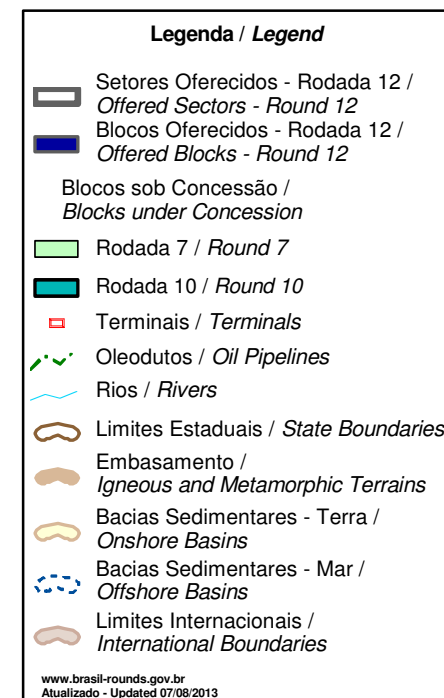 Legenda / Legend
Setores Oferecidos - Rodada 12 /
Offered Sectors - Round 12
Blocos Oferecidos - Rodada 12 /
Offered Blocks - Round 12
Blocos sob Concessão /
Blocks under Concession
Rodada 7 / Round 7
Rodada 10 / Round 10
Terminais / Terminals
Oleodutos / Oil Pipelines
Rios / Rivers
Limites Estaduais / State Boundaries
Embasamento /
Igneous and Metamorphic Terrains
Bacias Sedimentares - Terra /
Onshore Basins
Bacias Sedimentares - Mar /
Offshore Basins
Limites Internacionais /
International Boundaries
www.brasil-rounds.gov.br
Atualizado - Updated 07/08/2013